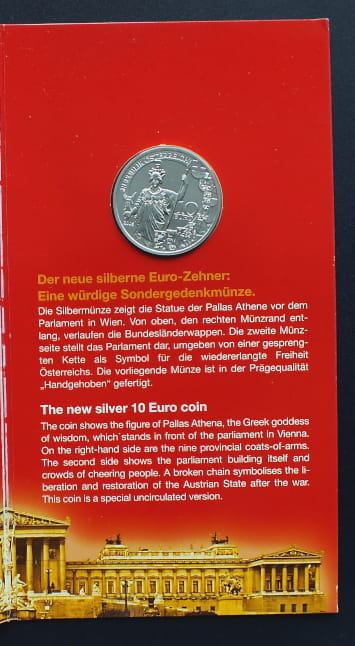 REPUBLIK ÖSTERREICH
Der neue silberne Euro-Zehner:
Eine würdige Sondergedenkmünze.
Die Silbermünze zeigt die Statue der Pallas Athene vor dem
Parlament in Wien. Von oben, den rechten Münzrand ent-
lang, verlaufen die Bundesländerwappen. Die zweite Münz-
seite stellt das Parlament dar, umgeben von einer gespreng-
ten Kette als Symbol für die wiedererlangte Freiheit
Österreichs. Die vorliegende Münze ist in der Prägequalität
„Handgehoben" gefertigt.
The new silver 10 Euro coin
The coin shows the figure of Pallas Athena, the Greek goddess
of wisdom, which stands in front of the parliament in Vienna.
On the right-hand side are the nine provincial coats-of-arms.
The second side shows the parliament building itself and
crowds of cheering people. A broken chain symbolises the li-
beration and restoration of the Austrian State after the war.
This coin is a special uncirculated version.